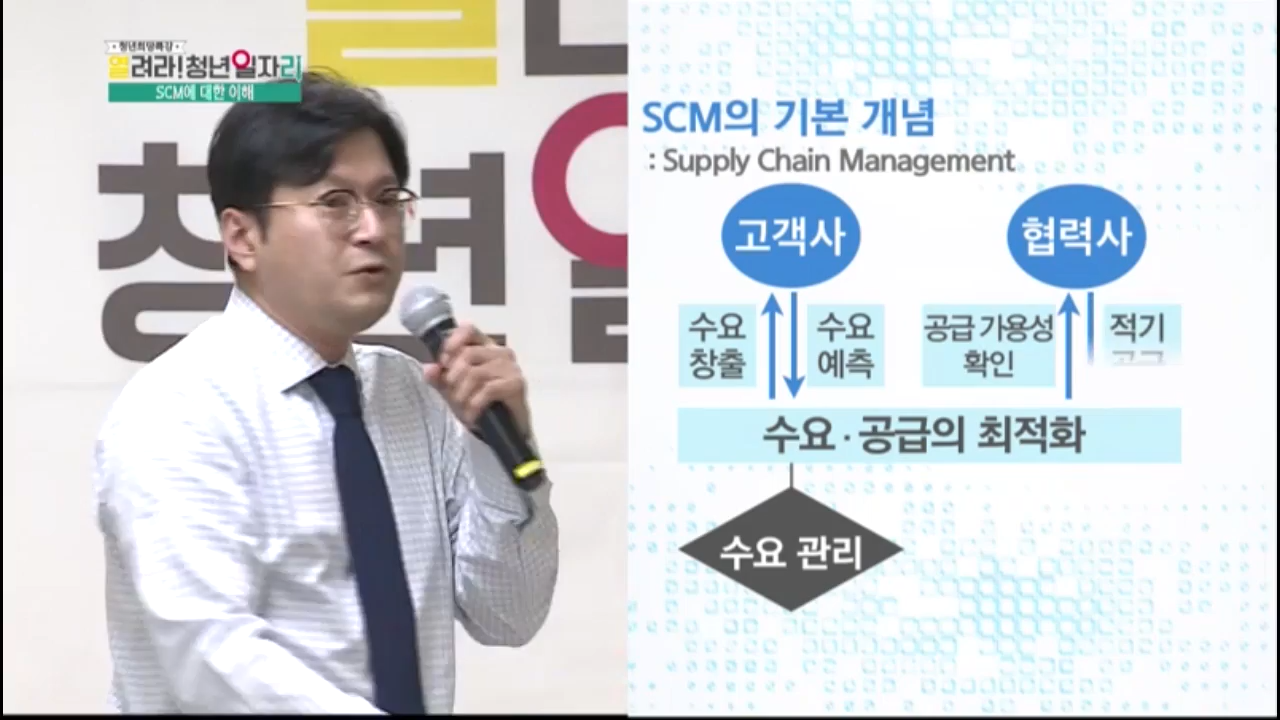 청년희망특강
열려라!청년일자리
SCM에 대한 이해
청년일
SCM의 기본 개념
: Supply Chain Management
고객사
협력사
수요
창출
수요
예측
공급 가용성
확인
적기
수요·공급의 최적화
수요 관리